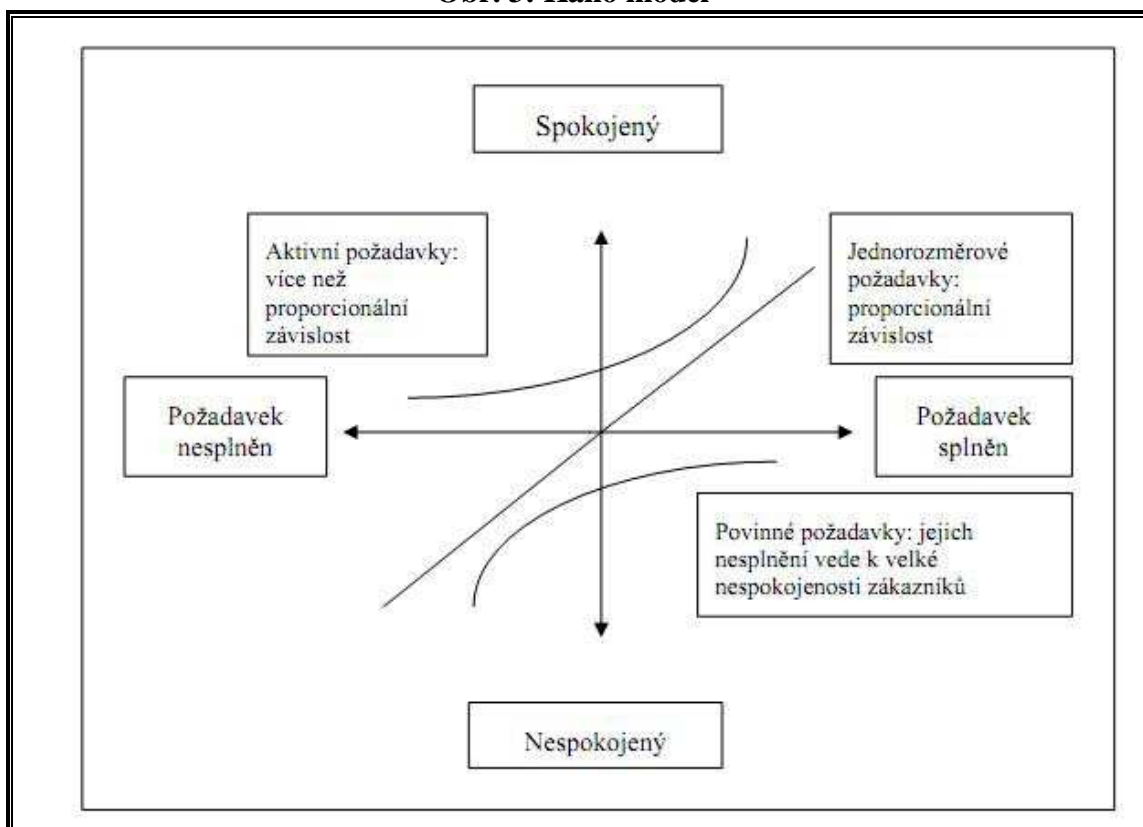 Spokojený
Aktivní požadavky:
více než
proporcionální
závislost
Jednorozměrové
požadavky:
proporcionální
závislost
Požadavek
nesplněn
Požadavek
splněn
Povinné požadavky: jejich
nesplnění vede k velké
nespokojenosti zákazníků
Nespokojený